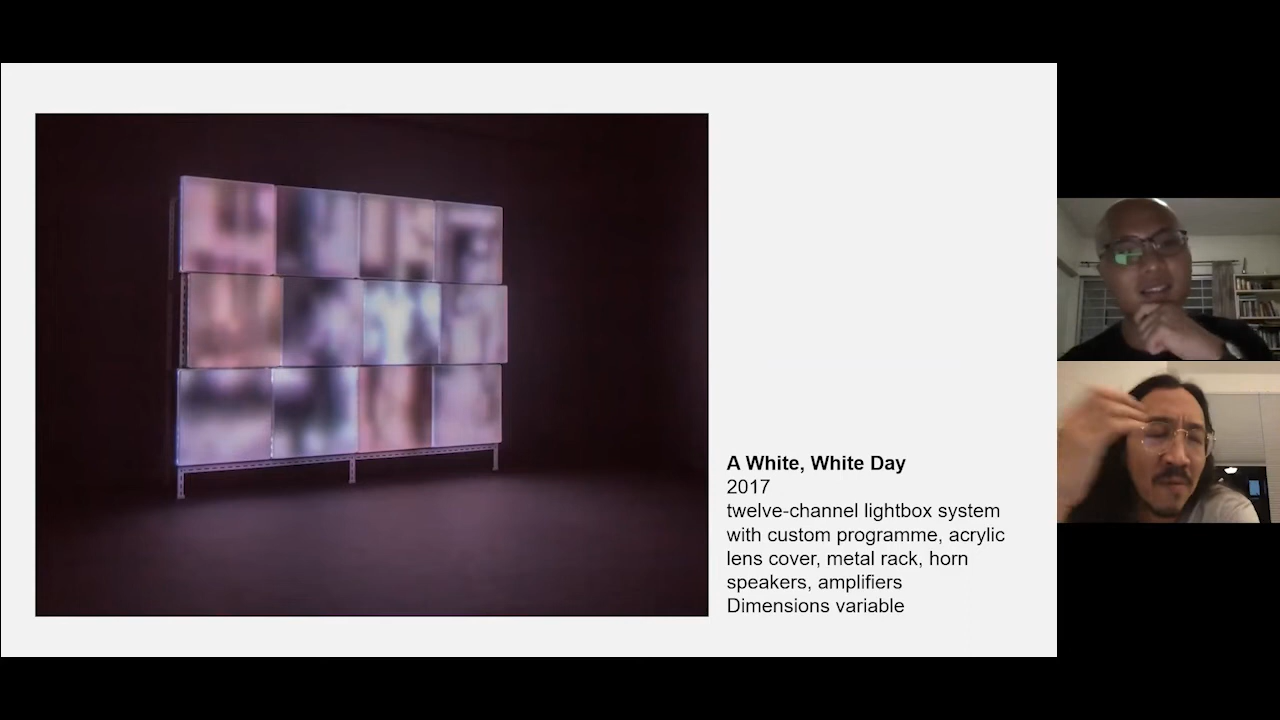 A White, White Day
2017
twelve-channel lightbox system
with custom programme, acrylic
lens cover, metal rack, horn
speakers, amplifiers
Dimensions variable